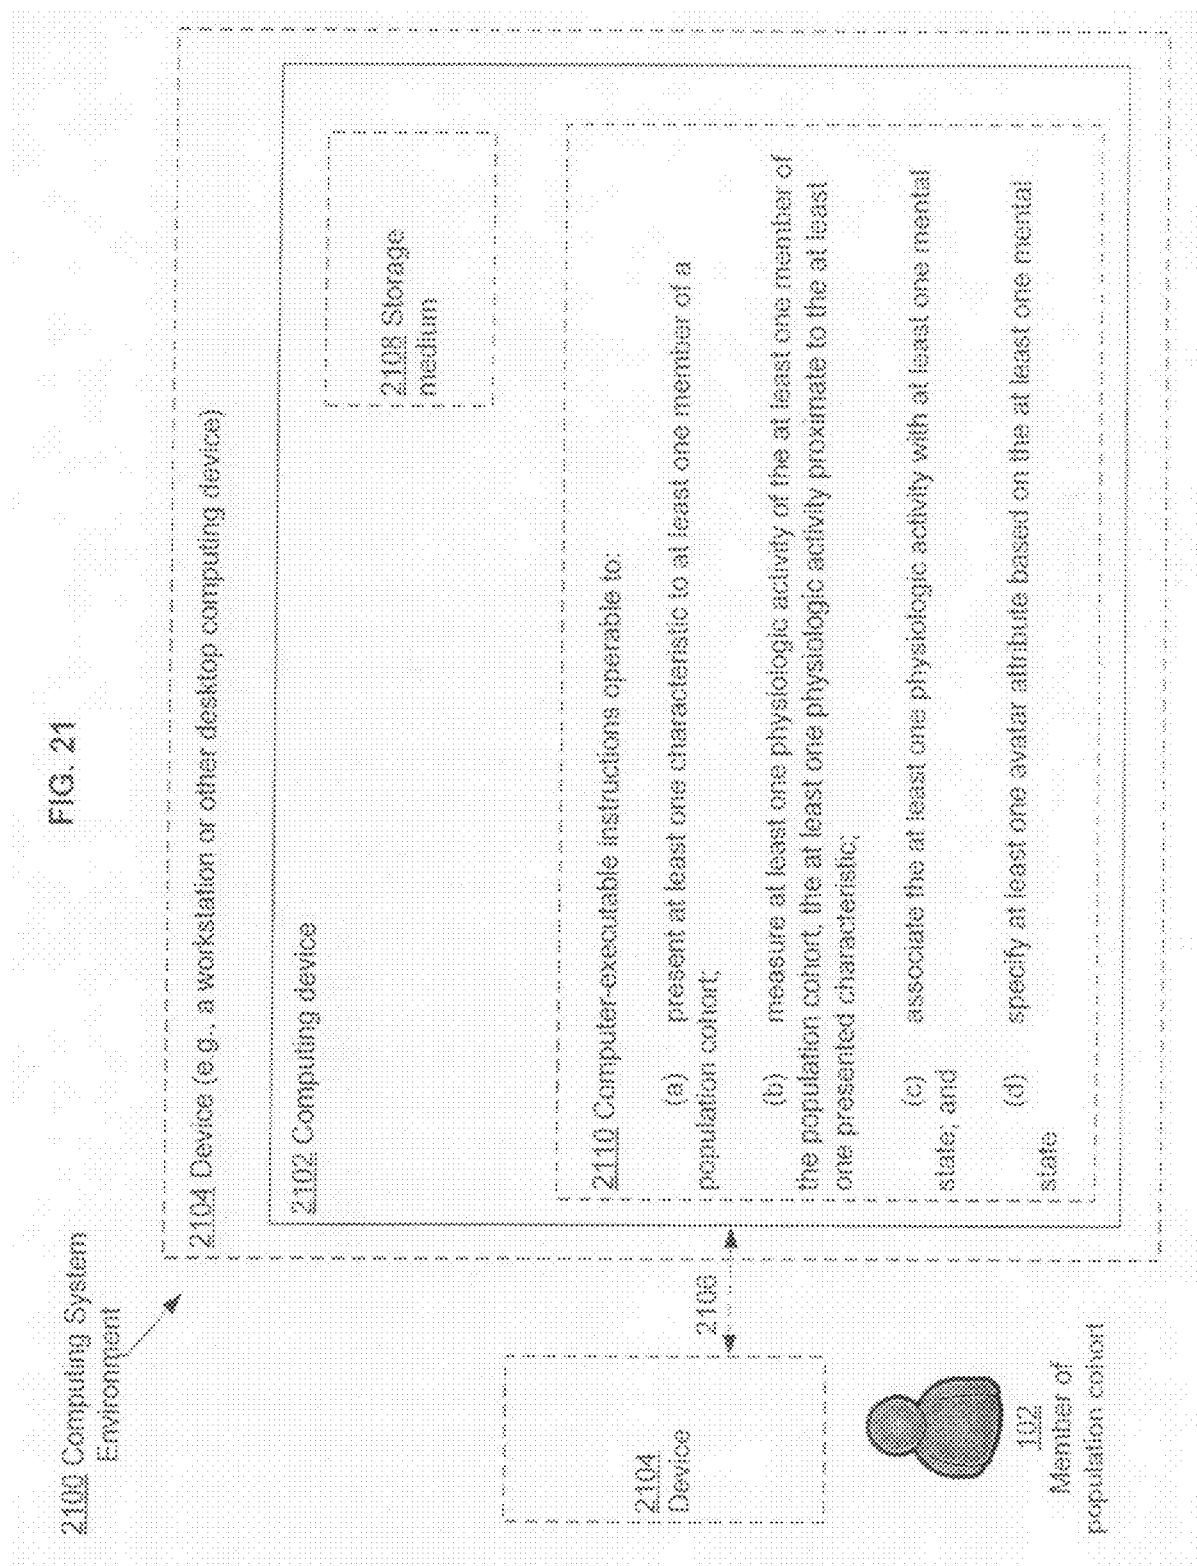 FIG. 21
2100 Computing System
Environment
2104 Device (e.g., a workstation or other desktop computing device)
2102 Computing device
2108 Storage
medium
2110 Computer-executable instructions operable to:
(a) present at least one characteristic to at least one member of a
population cohort;
(b) measure at least one physiologic activity of the at least one member of
the population cohort, the at least one physiologic activity proximate to the at least
one presented characteristic;
(c) associate the at least one physiologic activity with at least one mental
state; and
(d) specify at least one avatar attribute based on the at least one mental
state
2106
2104
Device
102
Member of
population cohort